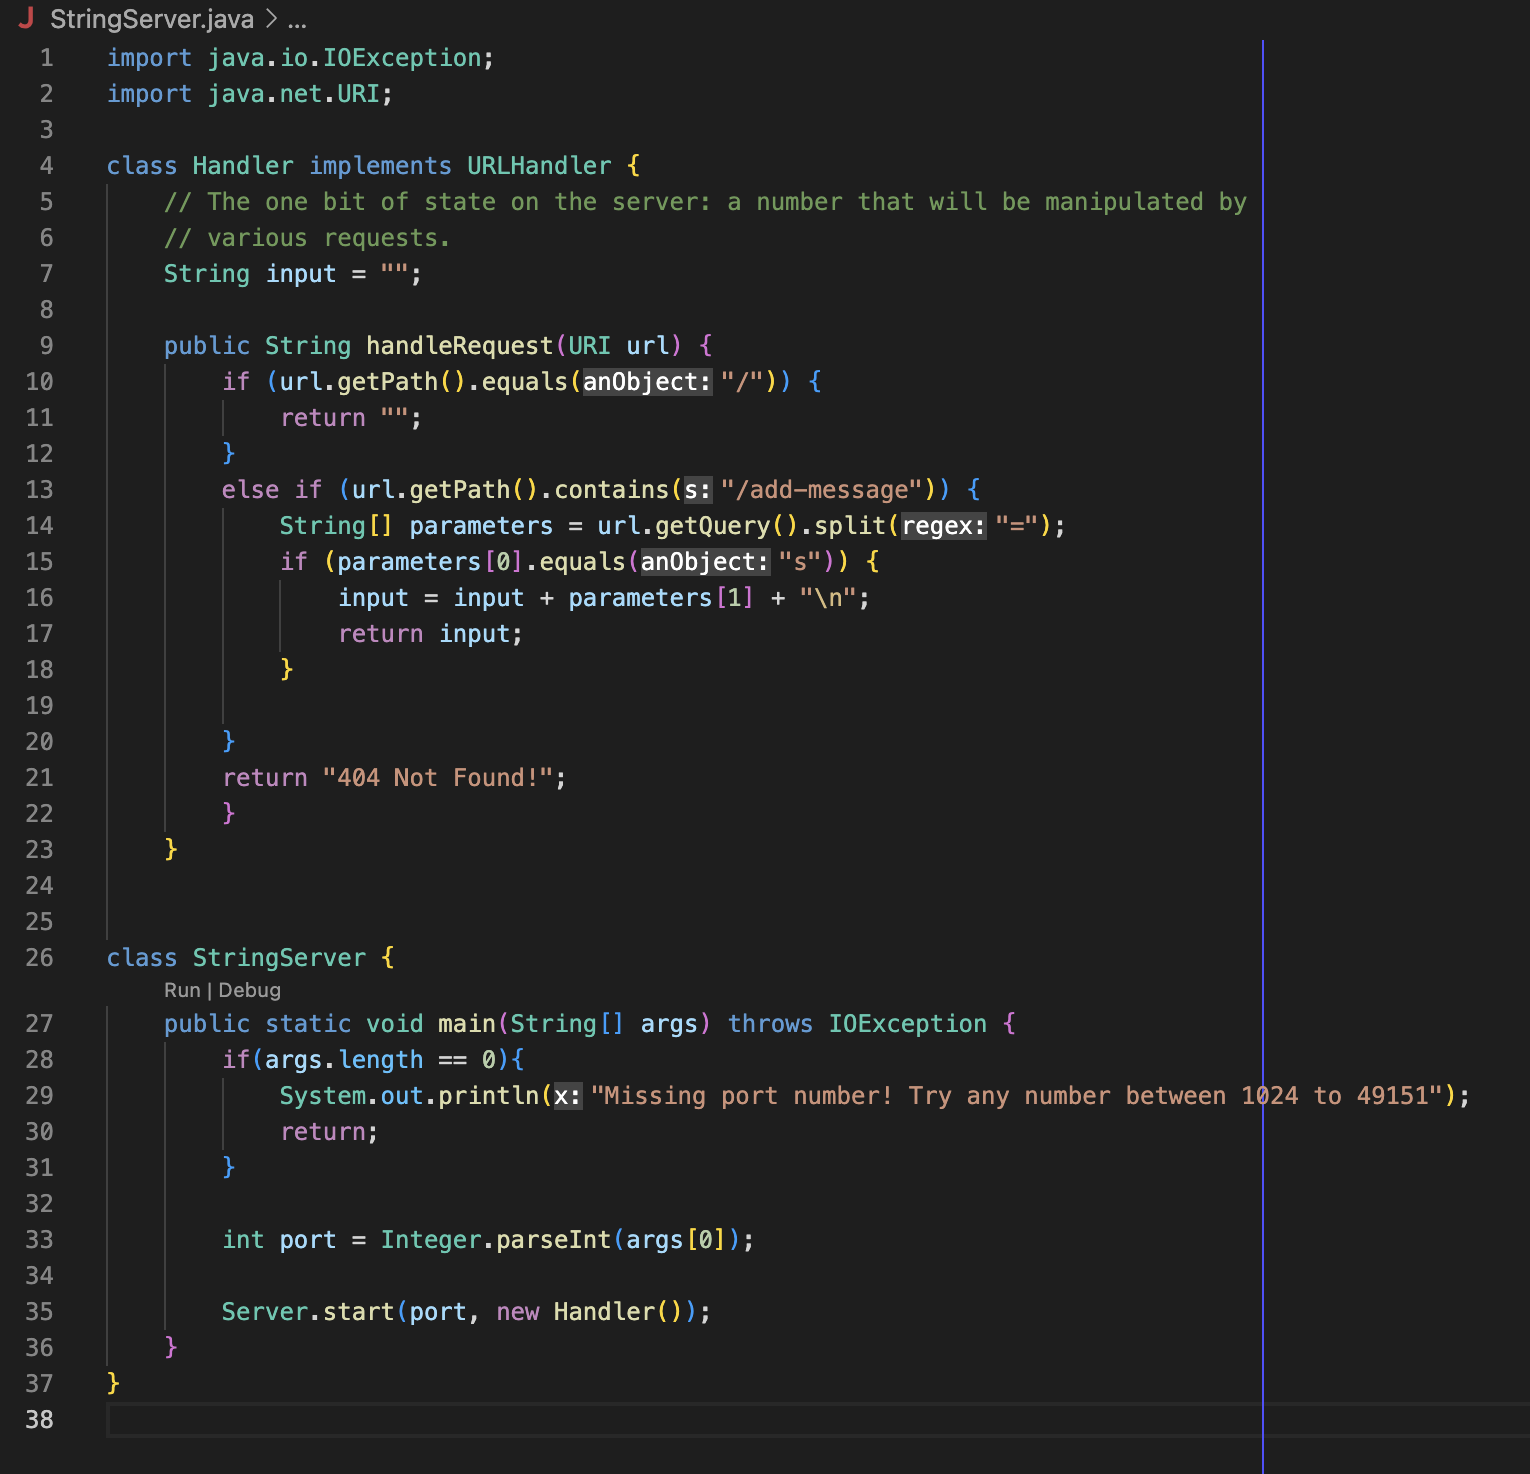 J StringServer.java > ...
1 import java.io.IOException;
2 import java.net.URI;
3
4 class Handler implements URLHandler {
5 // The one bit of state on the server: a number that will be manipulated by
6 // various requests.
7 String input = "";
8
9 public String handleRequest(URI url) {
10 if (url.getPath().equals(anObject: "/")) {
11 return "";
12 }
13 else if (url.getPath().contains(s: "/add-message")) {
14 String[] parameters = url.getQuery().split(regex: "=");
15 if (parameters[0].equals(anObject: "s")) {
16 input = input + parameters[1] + "\n";
17 return input;
18 }
19
20 }
21 return "404 Not Found!";
22 }
23 }
24
25
26 class StringServer {
Run | Debug
27 public static void main(String[] args) throws IOException {
28 if(args.length == 0){
29 System.out.println(x: "Missing port number! Try any number between 1024 to 49151");
30 return;
31 }
32
33 int port = Integer.parseInt(args[0]);
34
35 Server.start(port, new Handler());
36 }
37 }
38